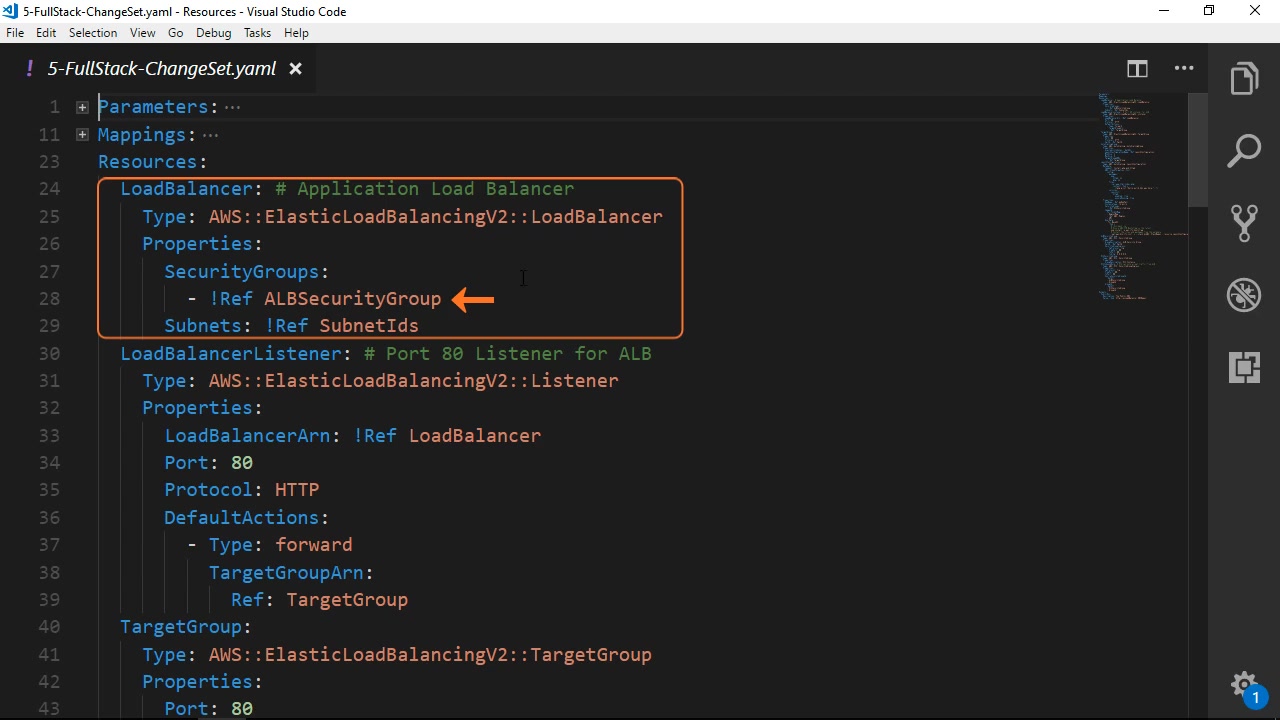 5-FullStack-ChangeSet.yaml - Resources - Visual Studio Code
File Edit Selection View Go Debug Tasks Help
! 5-FullStack-ChangeSet.yaml
1 Parameters: ...
11 Mappings: ...
23 Resources:
24 LoadBalancer: # Application Load Balancer
25 Type: AWS::ElasticLoadBalancingV2::LoadBalancer
26 Properties:
27 SecurityGroups:
28 - !Ref ALBSecurityGroup
29 Subnets: !Ref SubnetIds
30 LoadBalancerListener: # Port 80 Listener for ALB
31 Type: AWS::ElasticLoadBalancingV2::Listener
32 Properties:
33 LoadBalancerArn: !Ref LoadBalancer
34 Port: 80
35 Protocol: HTTP
36 DefaultActions:
37 - Type: forward
38 TargetGroupArn:
39 Ref: TargetGroup
40 TargetGroup:
41 Type: AWS::ElasticLoadBalancingV2::TargetGroup
42 Properties:
43 Port: 80
1